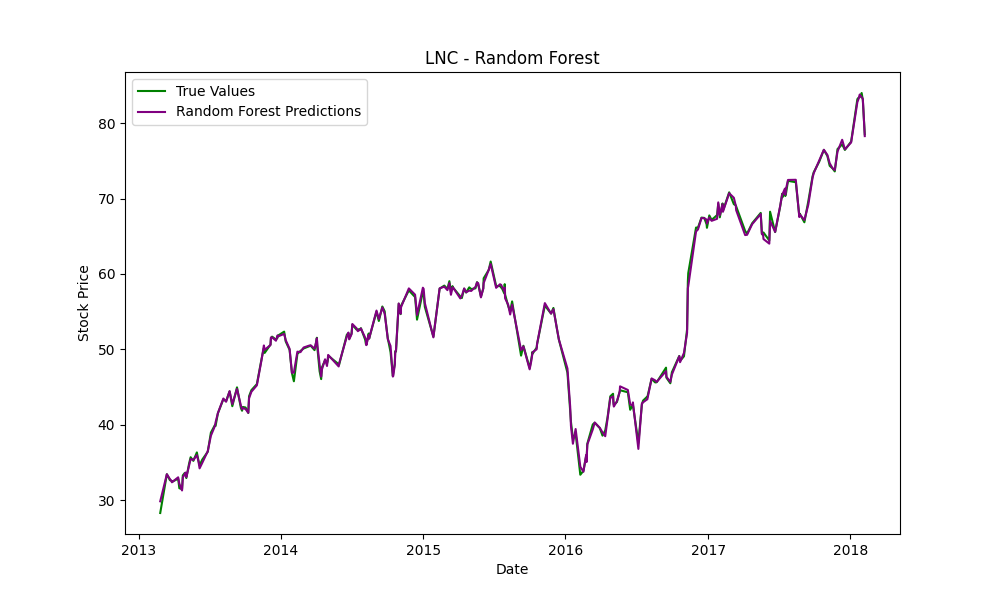 LNC - Random Forest
True Values
Random Forest Predictions
Stock Price
80
70
60
50
40
30
2013
2014
2015
2016
2017
2018
Date